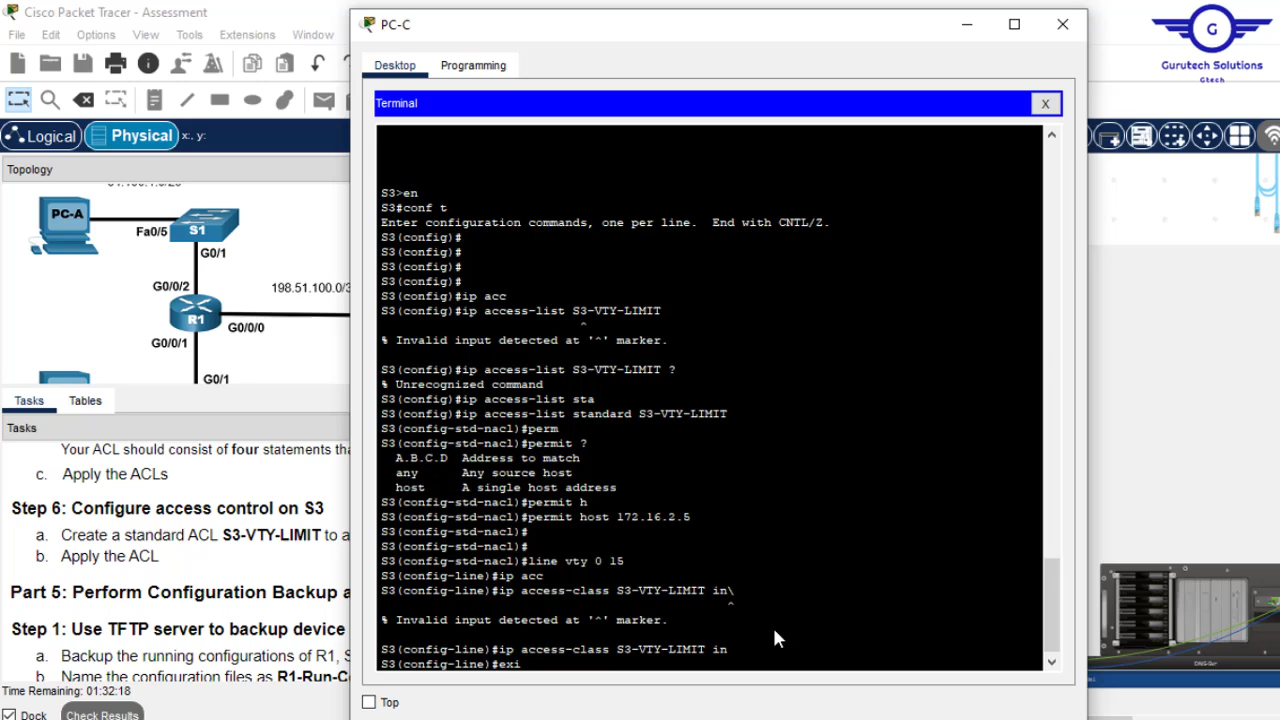 Cisco Packet Tracer - Assessment
File Edit Options View Tools Extensions Window
Logical Physical x:, y:
Topology
PC-A
Fa0/5
S1
G0/1
G0/0/2
198.51.100.0/3
R1
G0/0/0
G0/0/1
G0/1
Tasks Tables
Tasks
Your ACL should consist of four statements tha
c. Apply the ACLs
Step 6: Configure access control on S3
a. Create a standard ACL S3-VTY-LIMIT to a
b. Apply the ACL
Part 5: Perform Configuration Backup a
Step 1: Use TFTP server to backup device
a. Backup the running configurations of R1, S
b. Name the configuration files as R1-Run-Co
Time Remaining: 01:32:18
Dock Check Results
PC-C
Desktop Programming
Terminal X
S3>en
S3#conf t
Enter configuration commands, one per line. End with CNTL/Z.
S3(config)#
S3(config)#
S3(config)#
S3(config)#
S3(config)#ip acc
S3(config)#ip access-list S3-VTY-LIMIT
^
% Invalid input detected at '^' marker.
S3(config)#ip access-list S3-VTY-LIMIT ?
% Unrecognized command
S3(config)#ip access-list sta
S3(config)#ip access-list standard S3-VTY-LIMIT
S3(config-std-nacl)#perm
S3(config-std-nacl)#permit ?
A.B.C.D Address to match
any Any source host
host A single host address
S3(config-std-nacl)#permit h
S3(config-std-nacl)#permit host 172.16.2.5
S3(config-std-nacl)#
S3(config-std-nacl)#
S3(config-std-nacl)#line vty 0 15
S3(config-line)#ip acc
S3(config-line)#ip access-class S3-VTY-LIMIT in\
^
% Invalid input detected at '^' marker.
S3(config-line)#ip access-class S3-VTY-LIMIT in
S3(config-line)#exi
Top
G
Gurutech Solutions
Gtech